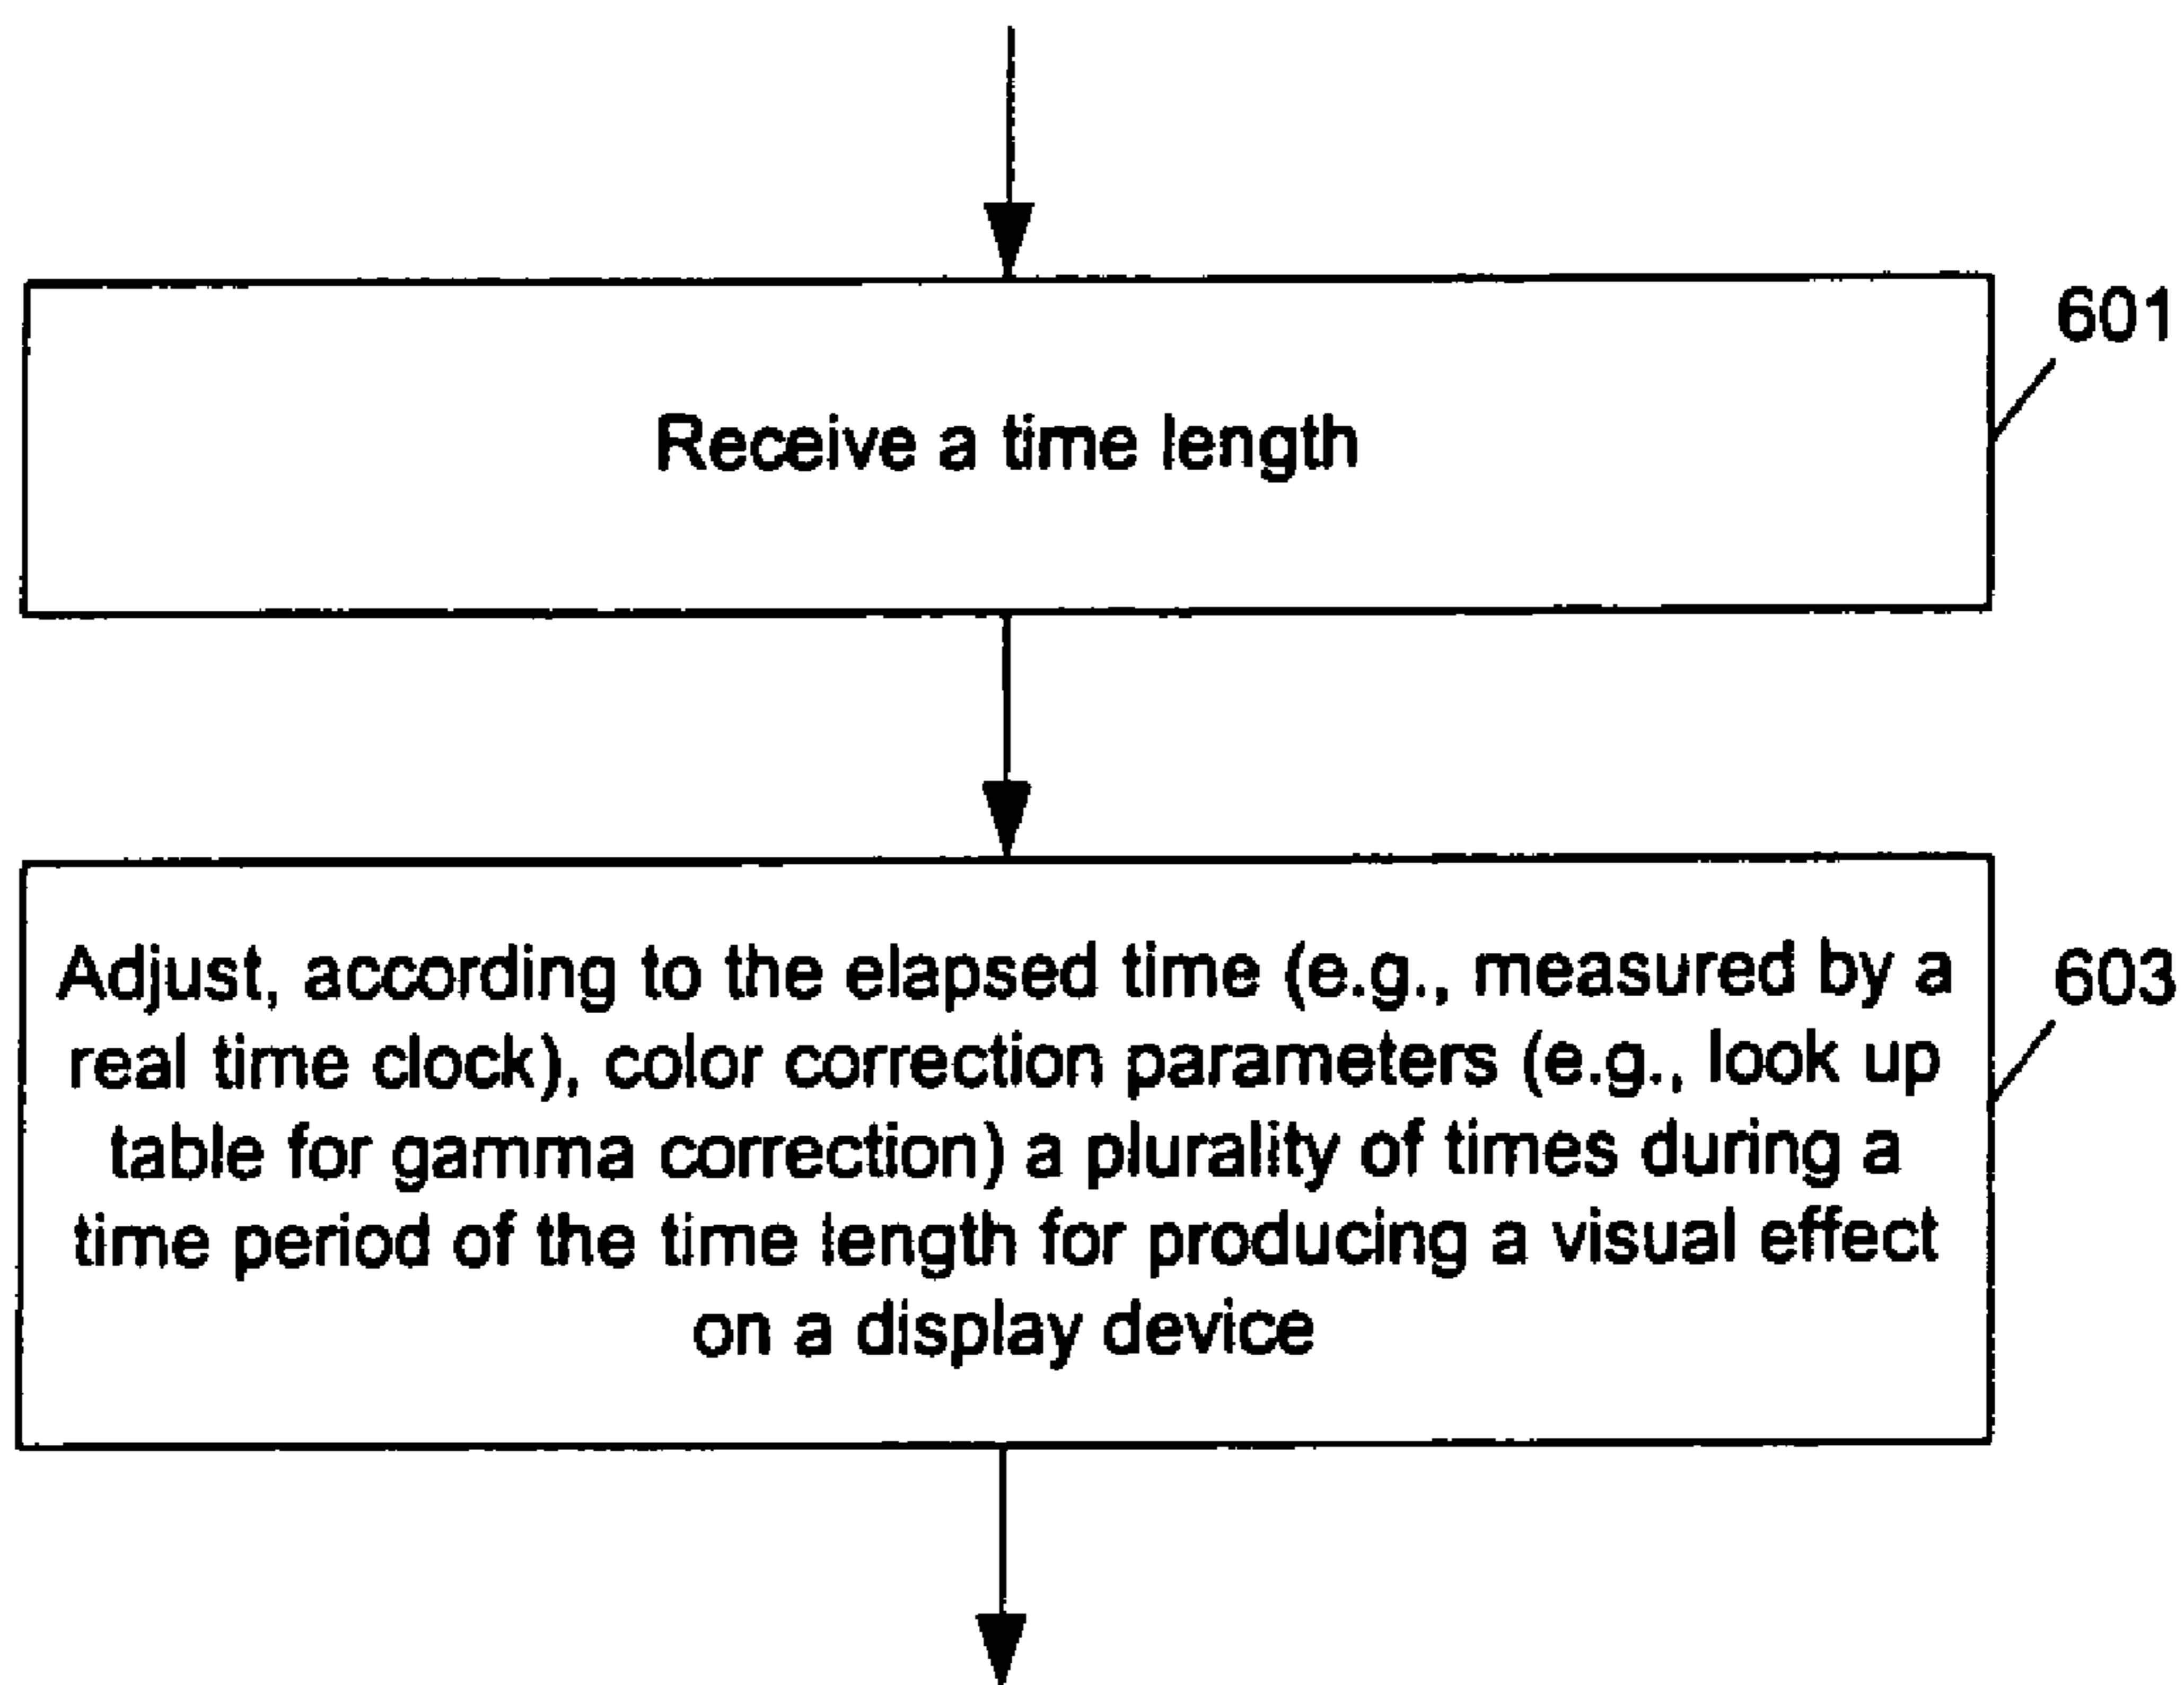 601
Receive a time length
603
Adjust, according to the elapsed time (e.g., measured by a
real time clock), color correction parameters (e.g., look up
table for gamma correction) a plurality of times during a
time period of the time length for producing a visual effect
on a display device